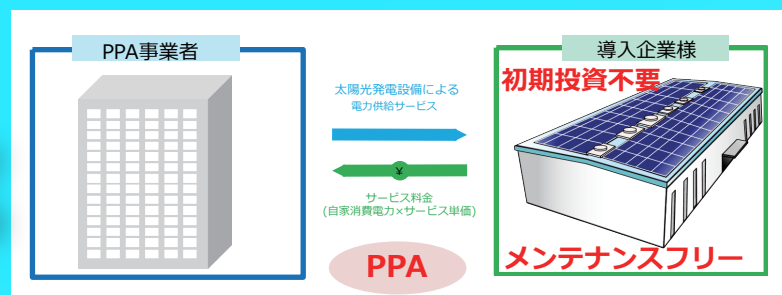 PPA事業者
導入企業様
初期投資不要
太陽光発電設備による
電力供給サービス
¥
サービス料金
(自家消費電力×サービス単価)
メンテナンスフリー
PPA